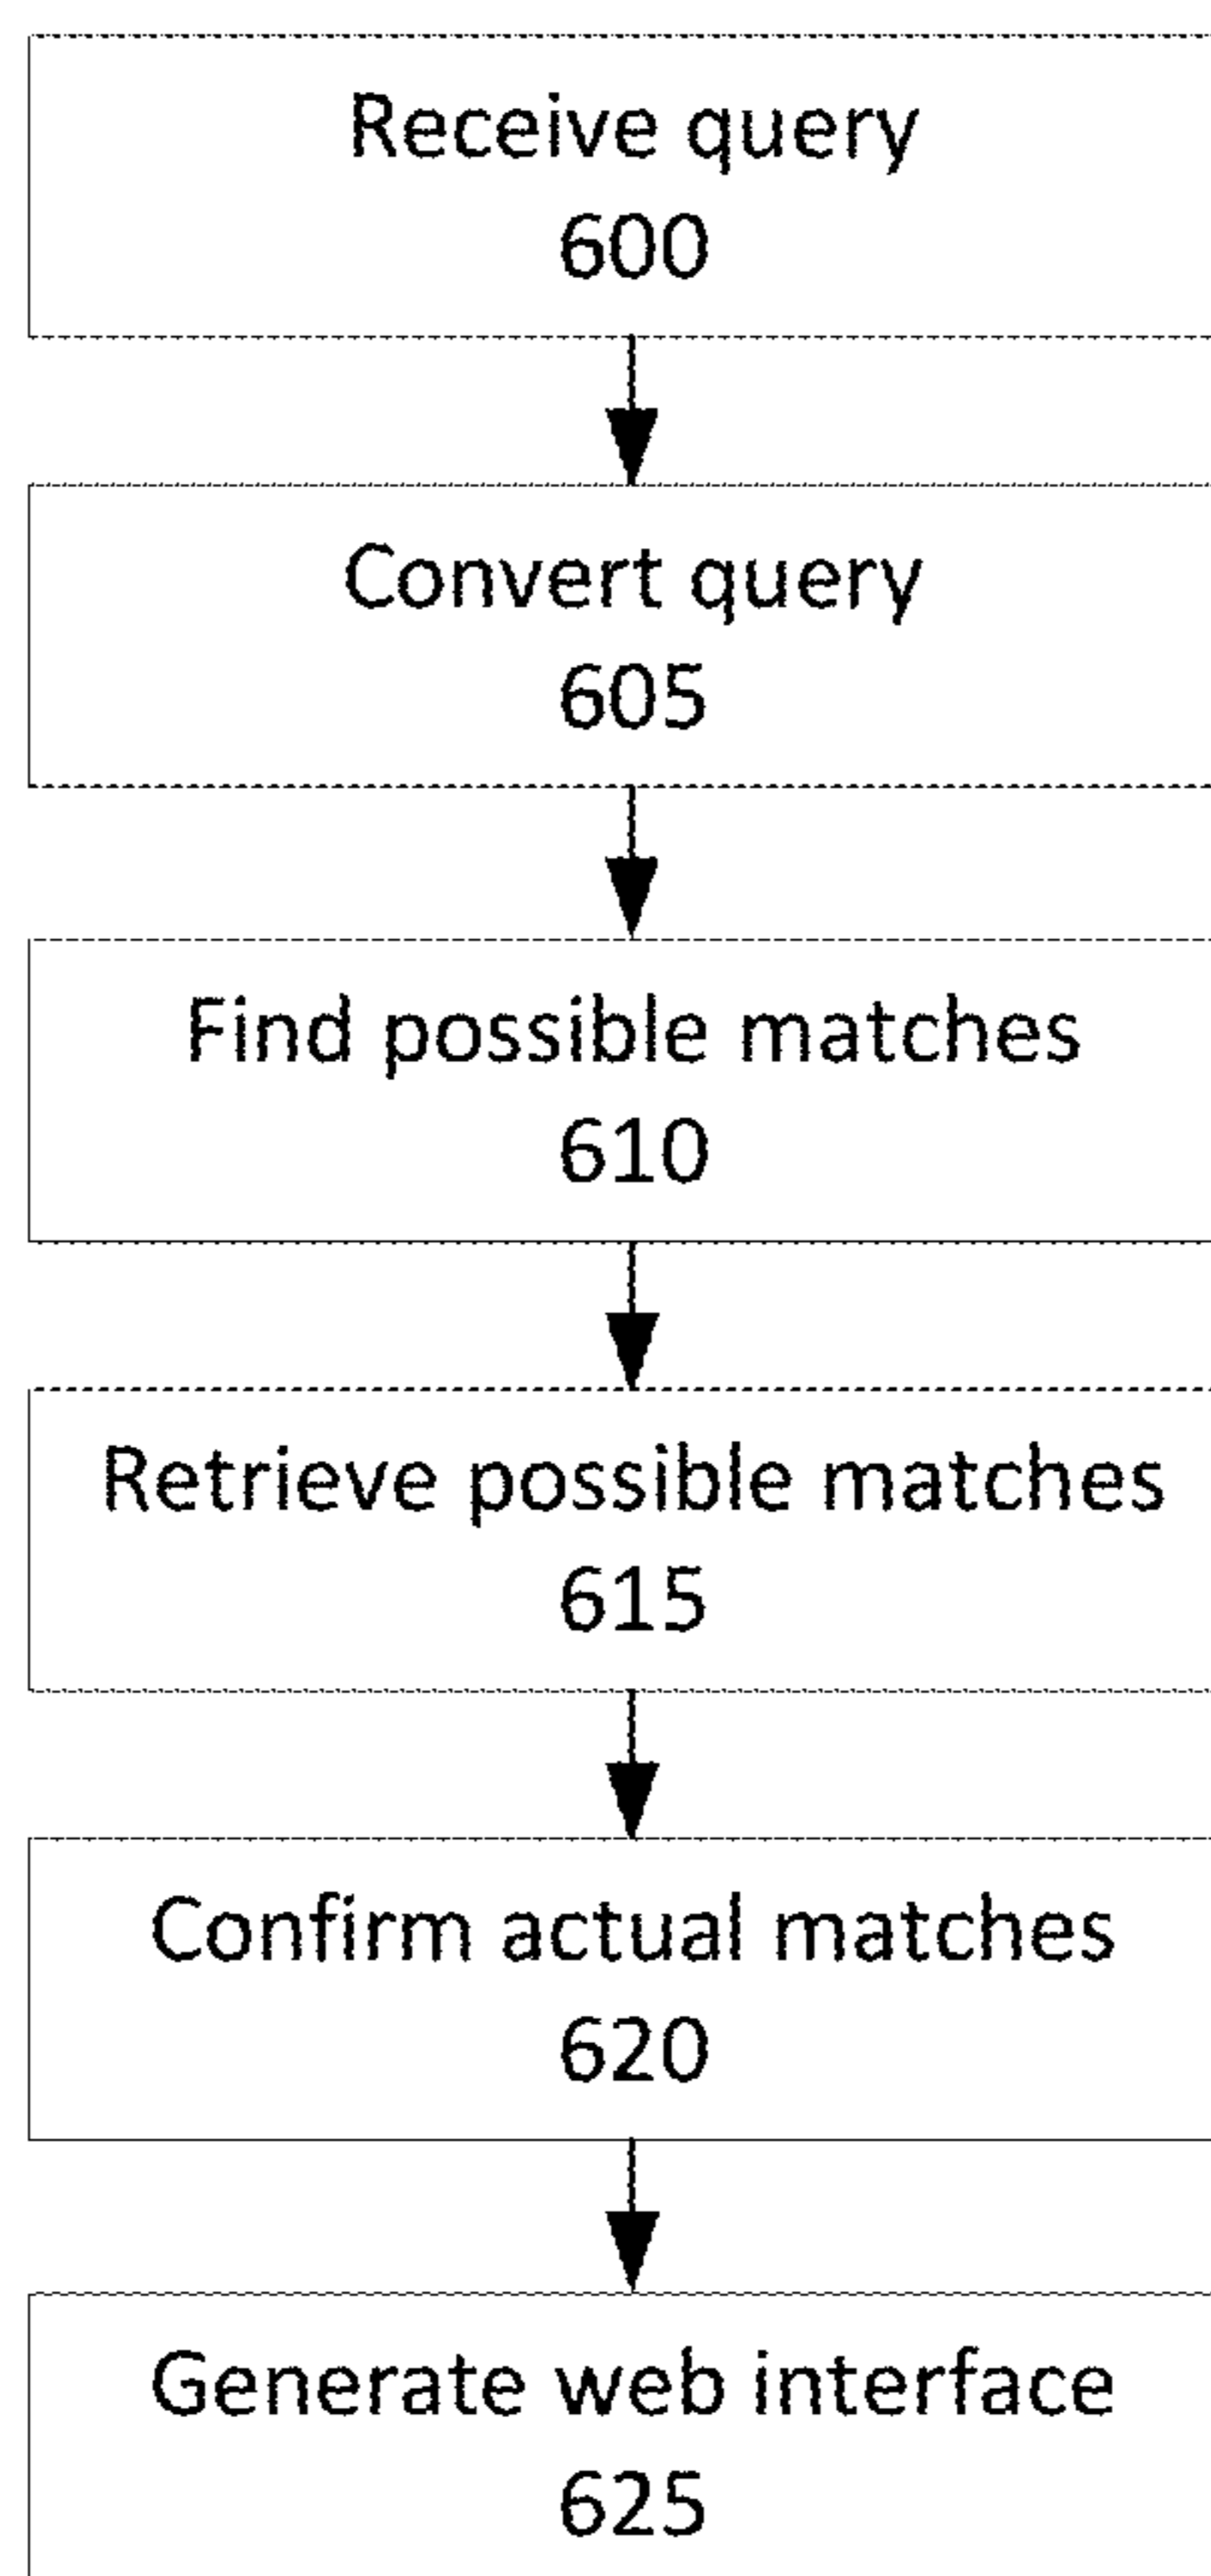 Receive query
600
Convert query
605
Find possible matches
610
Retrieve possible matches
615
Confirm actual matches
620
Generate web interface
625